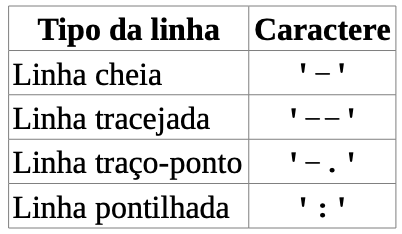 Tipo da linha Caractere
Linha cheia '-'
Linha tracejada '--'
Linha traço-ponto '-.'
Linha pontilhada ':'